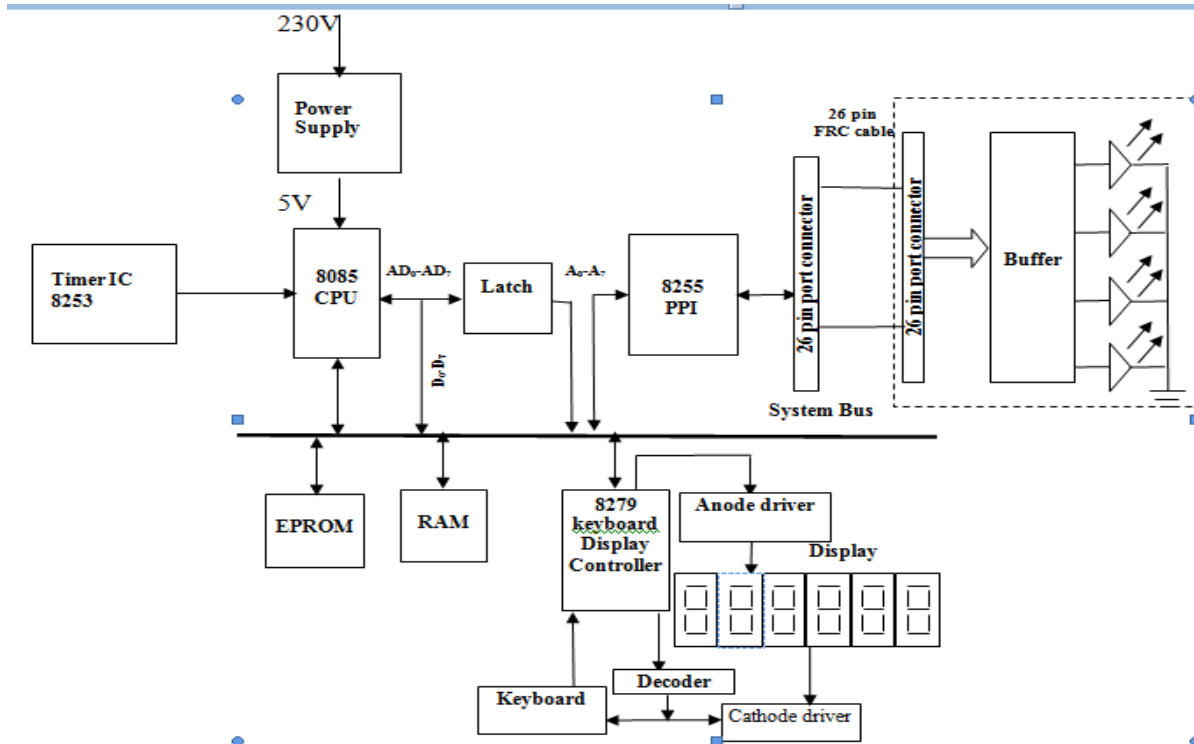 230V
Power
Supply
5V
26 pin
FRC cable
Timer IC
8253
8085
CPU
AD₀-AD₇
Latch
A₀-A₇
8255
PPI
26 pin port connector
26 pin port connector
Buffer
D₀-D₇
System Bus
EPROM
RAM
8279
keyboard
Display
Controller
Anode driver
Display
Keyboard
Decoder
Cathode driver